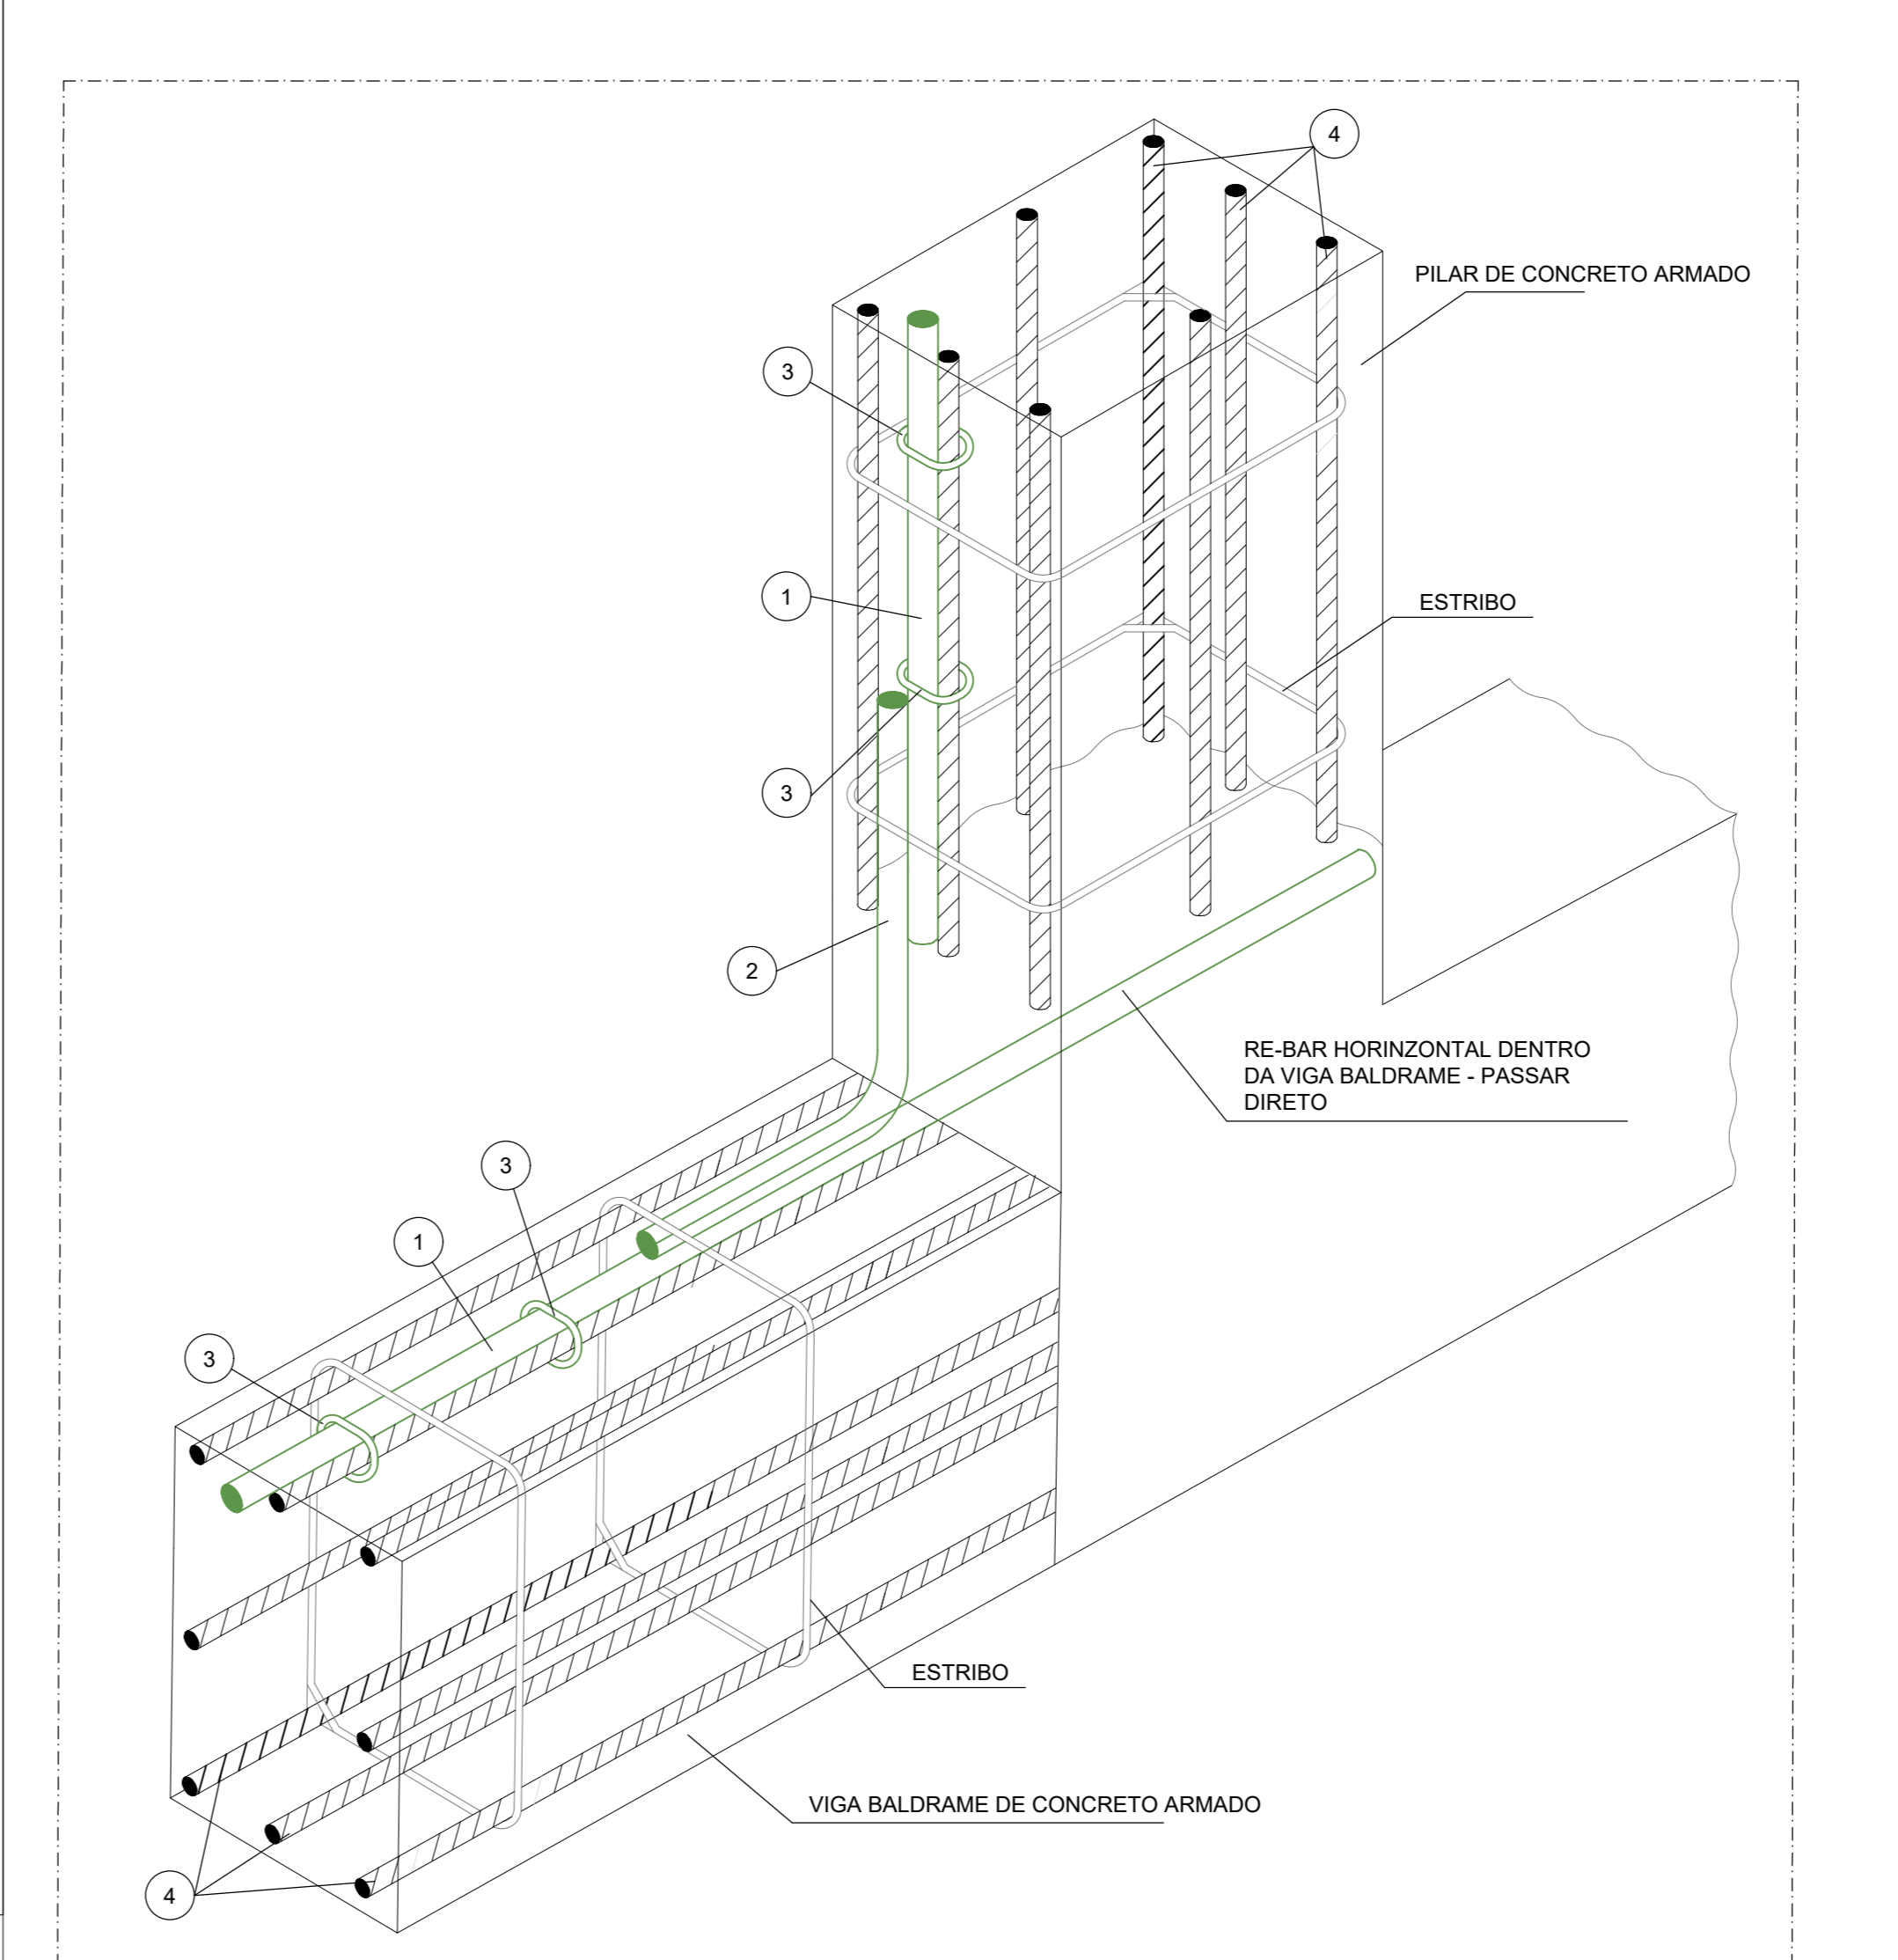 4
PILAR DE CONCRETO ARMADO
3
1
ESTRIBO
3
2
RE-BAR HORINZONTAL DENTRO
DA VIGA BALDRAME - PASSAR
DIRETO
3
1
3
ESTRIBO
VIGA BALDRAME DE CONCRETO ARMADO
4